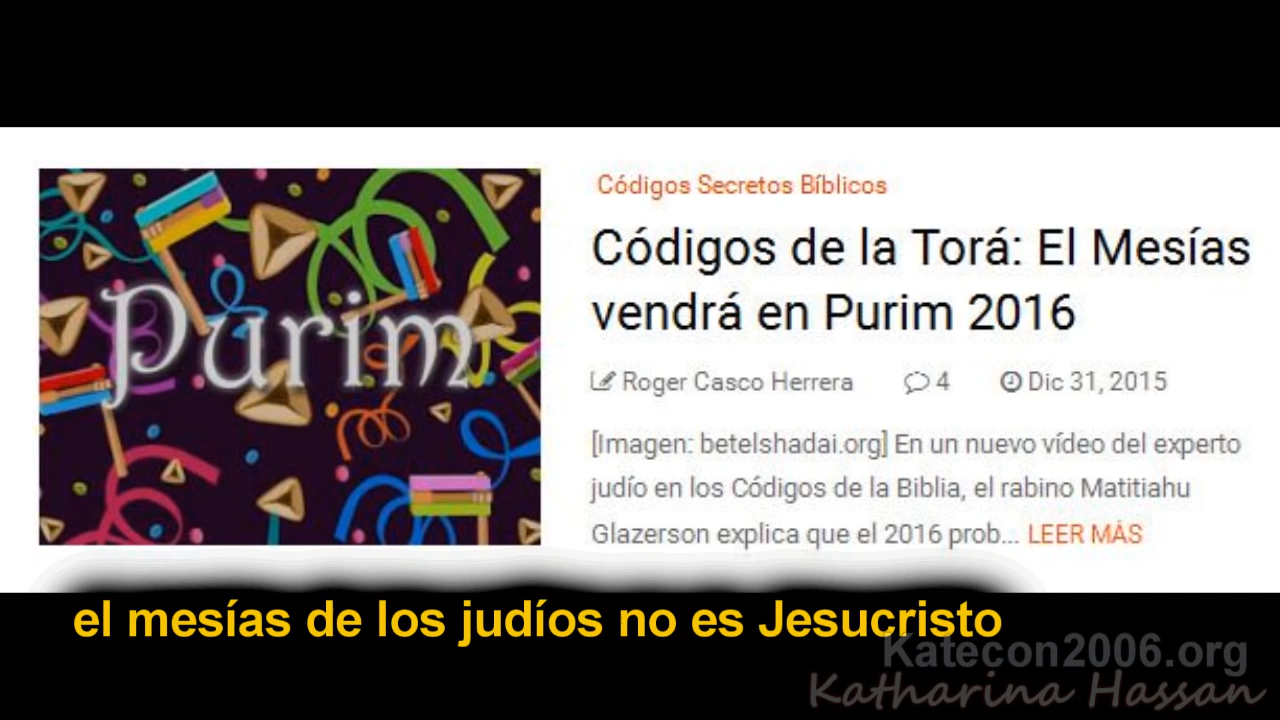 Purim
Códigos Secretos Bíblicos
Códigos de la Torá: El Mesías
vendrá en Purim 2016
Roger Casco Herrera 4 Dic 31, 2015
[Imagen: betelshadai.org] En un nuevo vídeo del experto
judío en los Códigos de la Biblia, el rabino Matitiahu
Glazerson explica que el 2016 prob... LEER MÁS
el mesías de los judíos no es Jesucristo
Katecon2006.org
Katharina Hassan